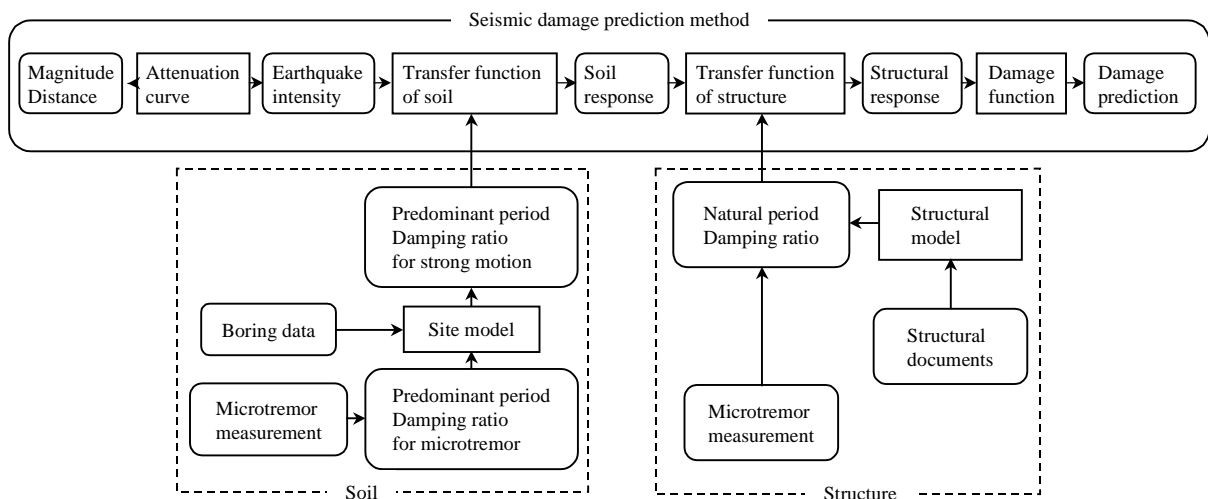 Seismic damage prediction method
Magnitude
Distance
Attenuation
curve
Earthquake
intensity
Transfer function
of soil
Soil
response
Transfer function
of structure
Structural
response
Damage
function
Damage
prediction
Predominant period
Damping ratio
for strong motion
Boring data
Site model
Microtremor
measurement
Predominant period
Damping ratio
for microtremor
Soil
Natural period
Damping ratio
Structural
model
Structural
documents
Microtremor
measurement
Structure